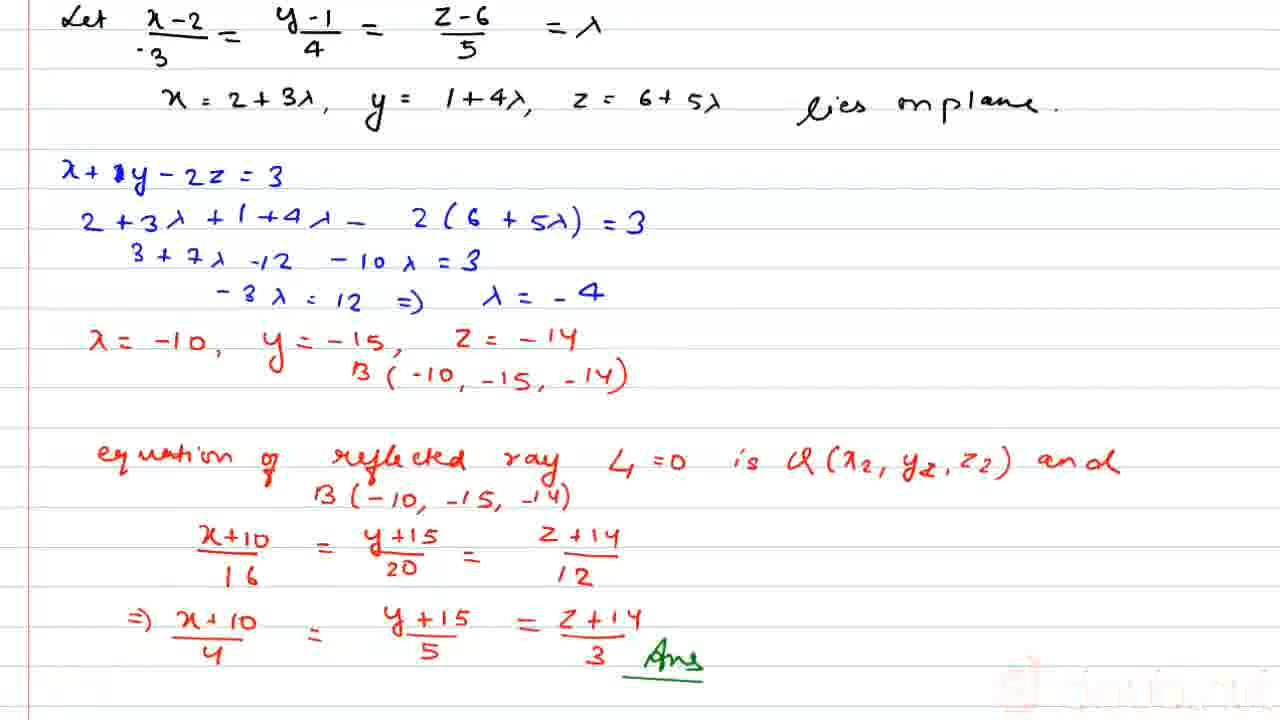 Let (x-2)/3 = (y-1)/4 = (z-6)/5 = λ
x = 2+3λ, y = 1+4λ, z = 6+5λ lies on plane.
x + y - 2z = 3
2+3λ+1+4λ - 2(6+5λ) = 3
3+7λ -12 -10λ = 3
-3λ = 12 => λ = -4
x = -10, y = -15, z = -14
B(-10, -15, -14)
equation of reflected ray L1 = 0 is Q(x2, y2, z2) and
B(-10, -15, -14)
(x+10)/16 = (y+15)/20 = (z+14)/12
=> (x+10)/4 = (y+15)/5 = (z+14)/3 Ans